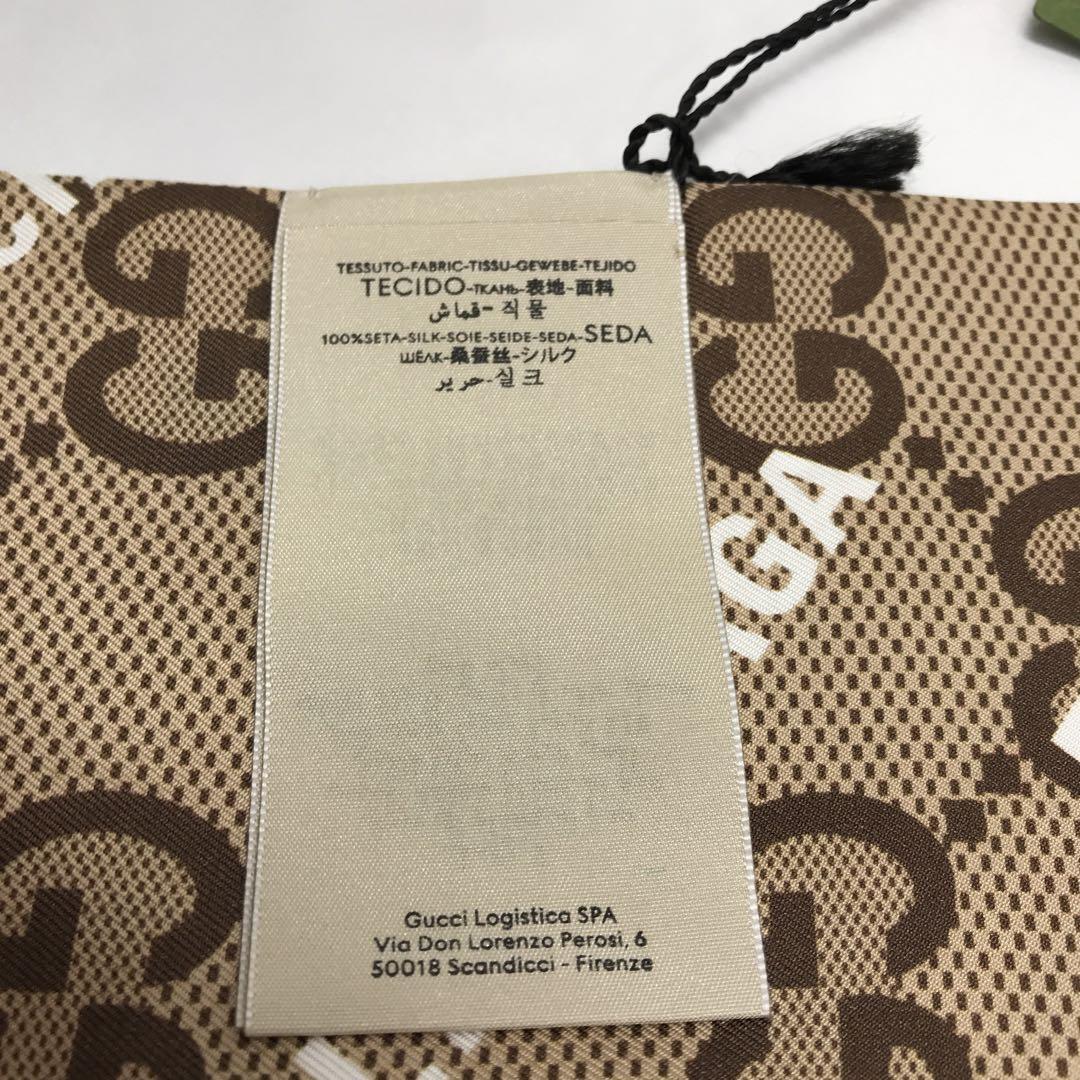 TESSUTO-FABRIC-TISSU-GEWEBE-TEJIDO
TECIDO-ТКАНЬ-表地-面料
قماش-직물
100%SETA-SILK-SOIE-SEIDE-SEDA-SEDA
ШЕЛК-桑蚕丝-シルク
حرير-실크
IGA
Gucci Logistica SPA
Via Don Lorenzo Perosi, 6
50018 Scandicci - Firenze